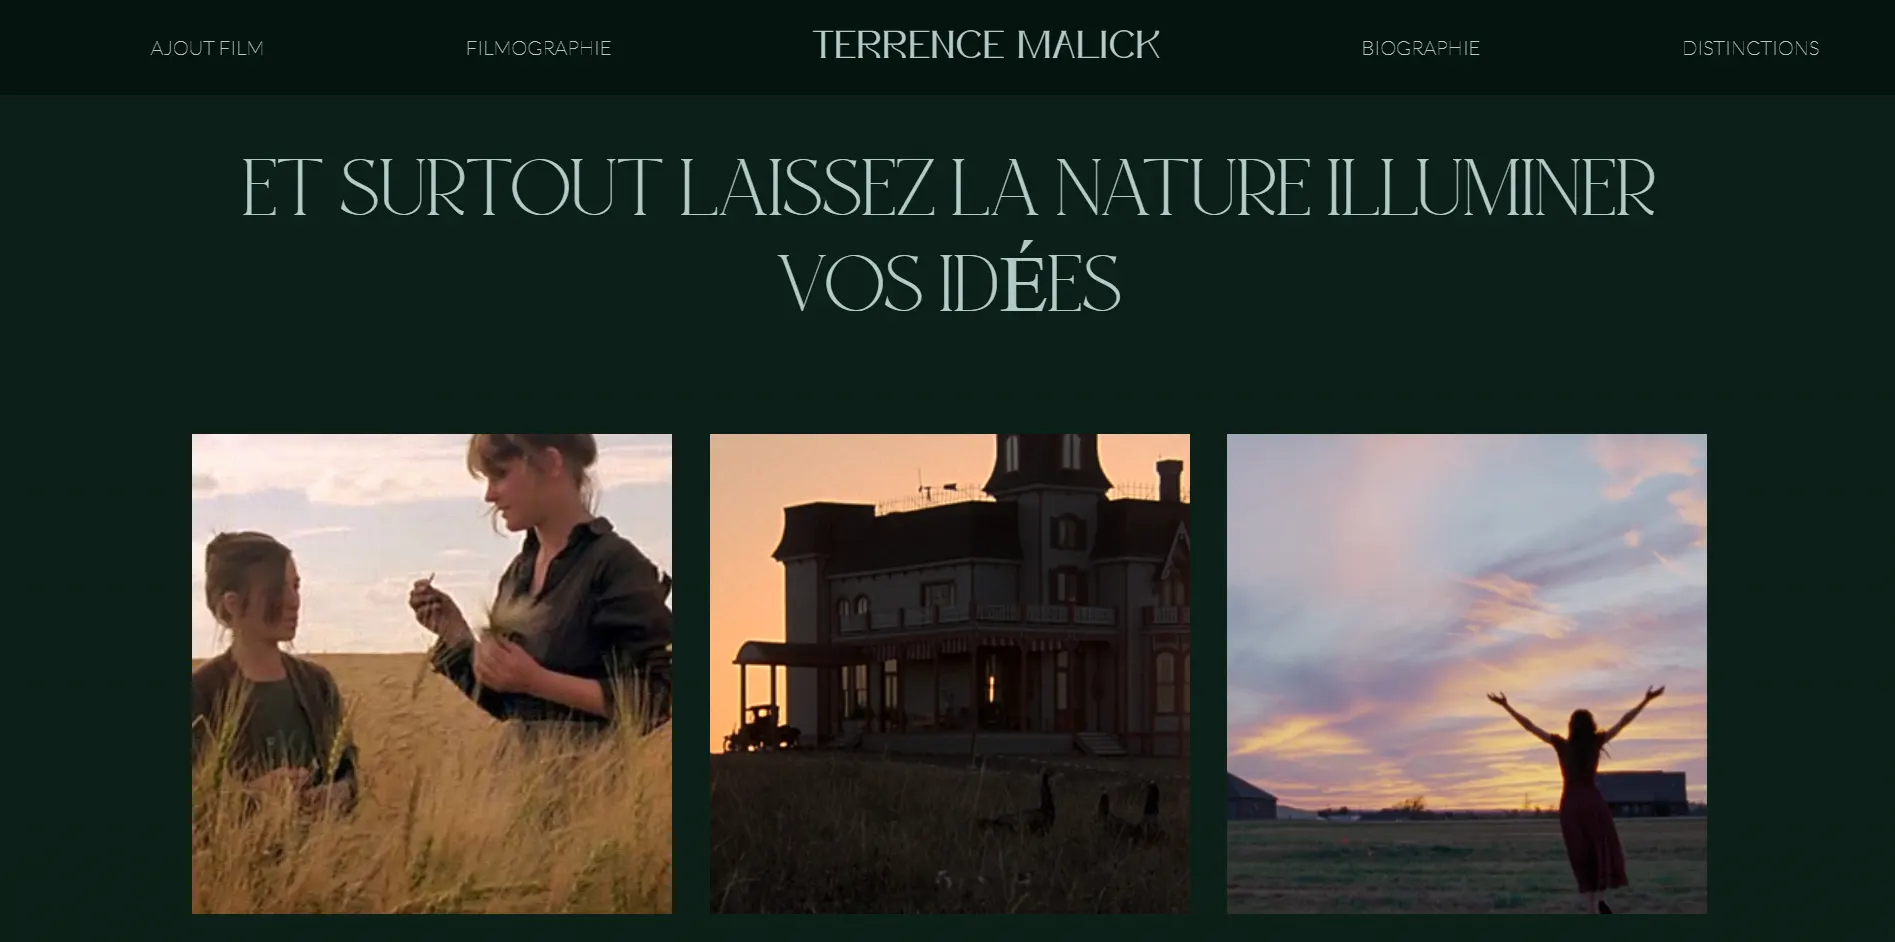 AJOUT FILM
FILMOGRAPHIE
TERRENCE MALICK
BIOGRAPHIE
DISTINCTIONS
ET SURTOUT LAISSEZ LA NATURE ILLUMINER
VOS IDÉES